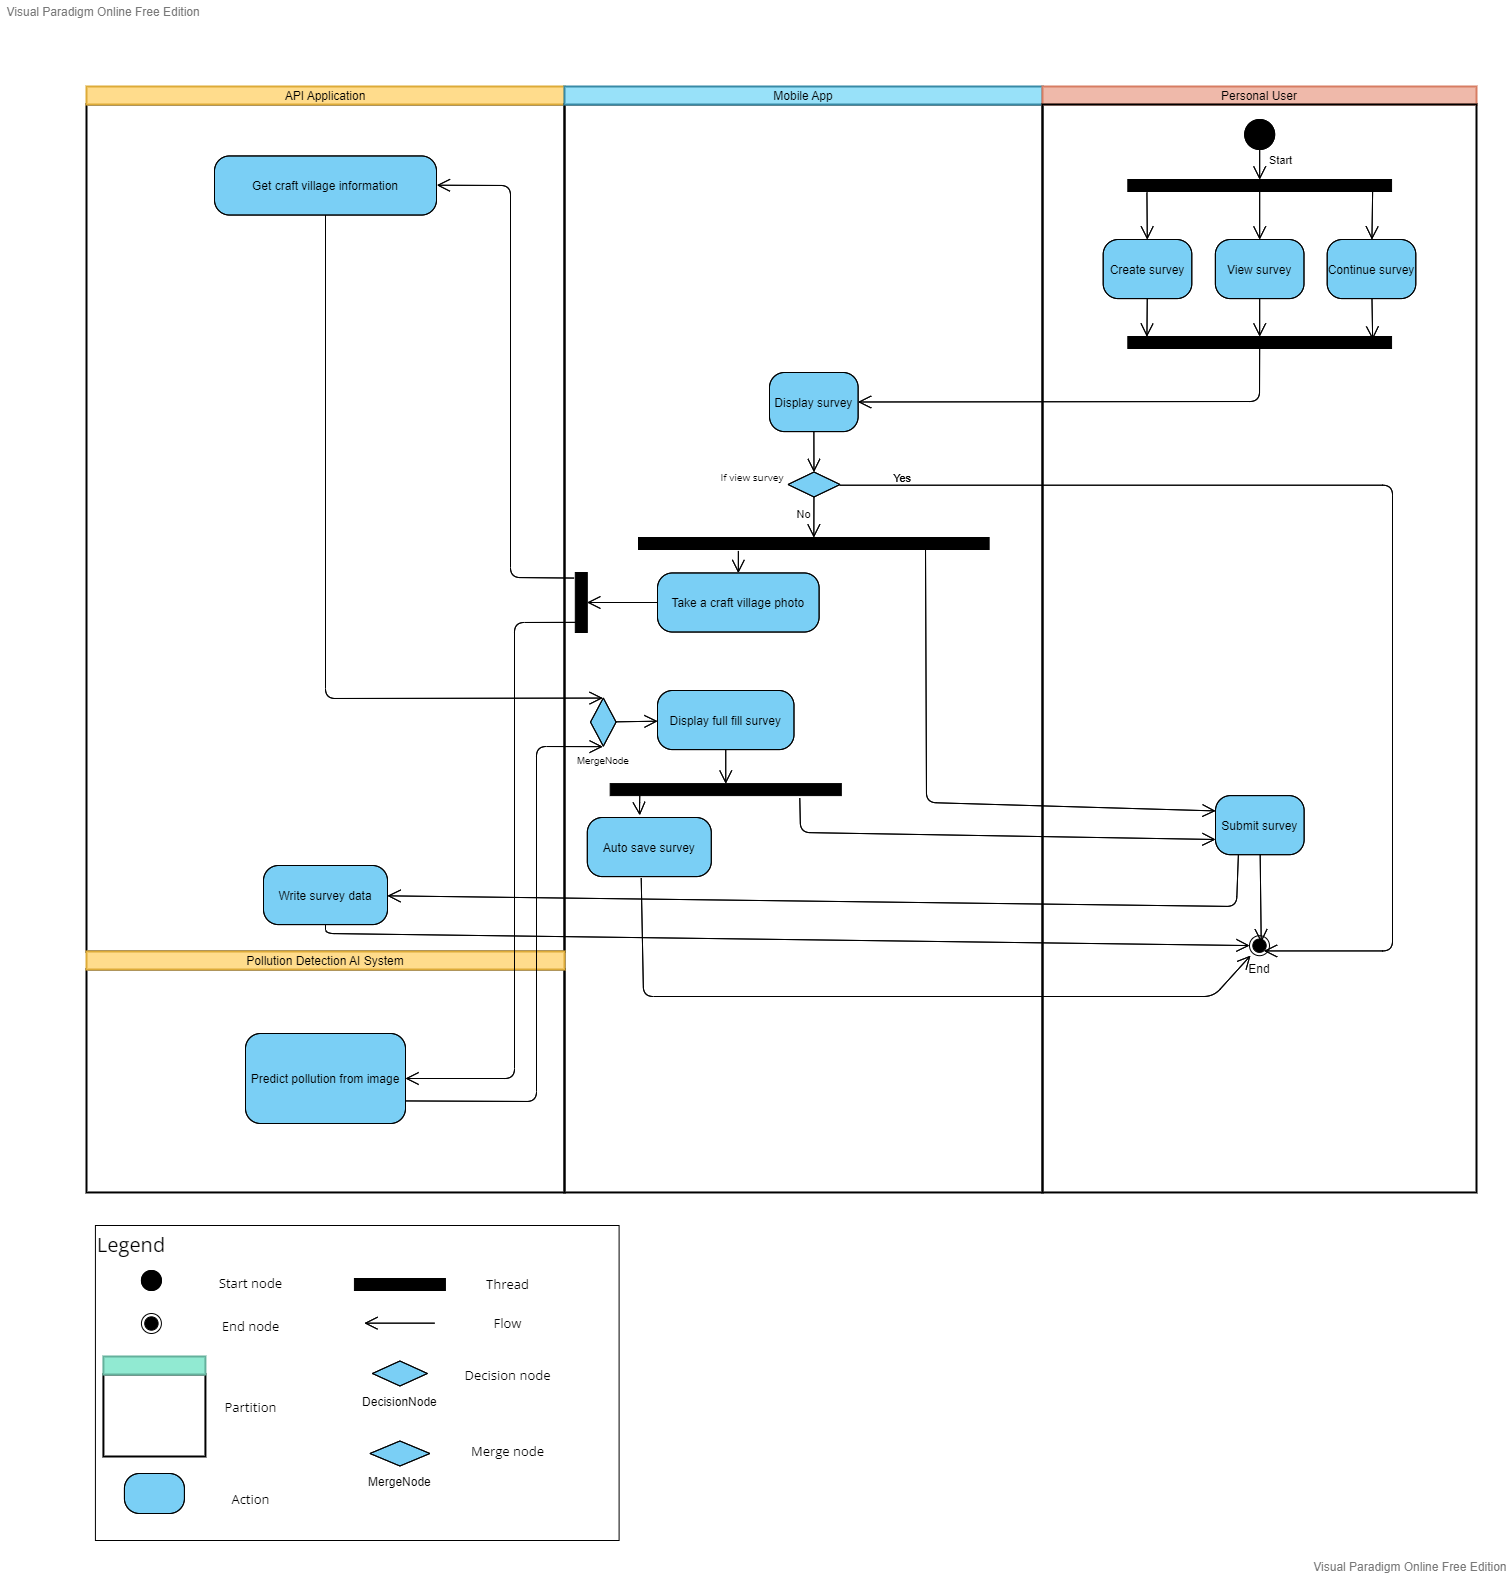 Visual Paradigm Online Free Edition
API Application
Mobile App
Personal User
Start
Get craft village information
Create survey
View survey
Continue survey
Display survey
If view survey
Yes
No
Take a craft village photo
Display full fill survey
MergeNode
Auto save survey
Submit survey
Write survey data
Pollution Detection AI System
End
Predict pollution from image
Legend
Start node
Thread
End node
Flow
Decision node
DecisionNode
Partition
Merge node
MergeNode
Action
Visual Paradigm Online Free Edition